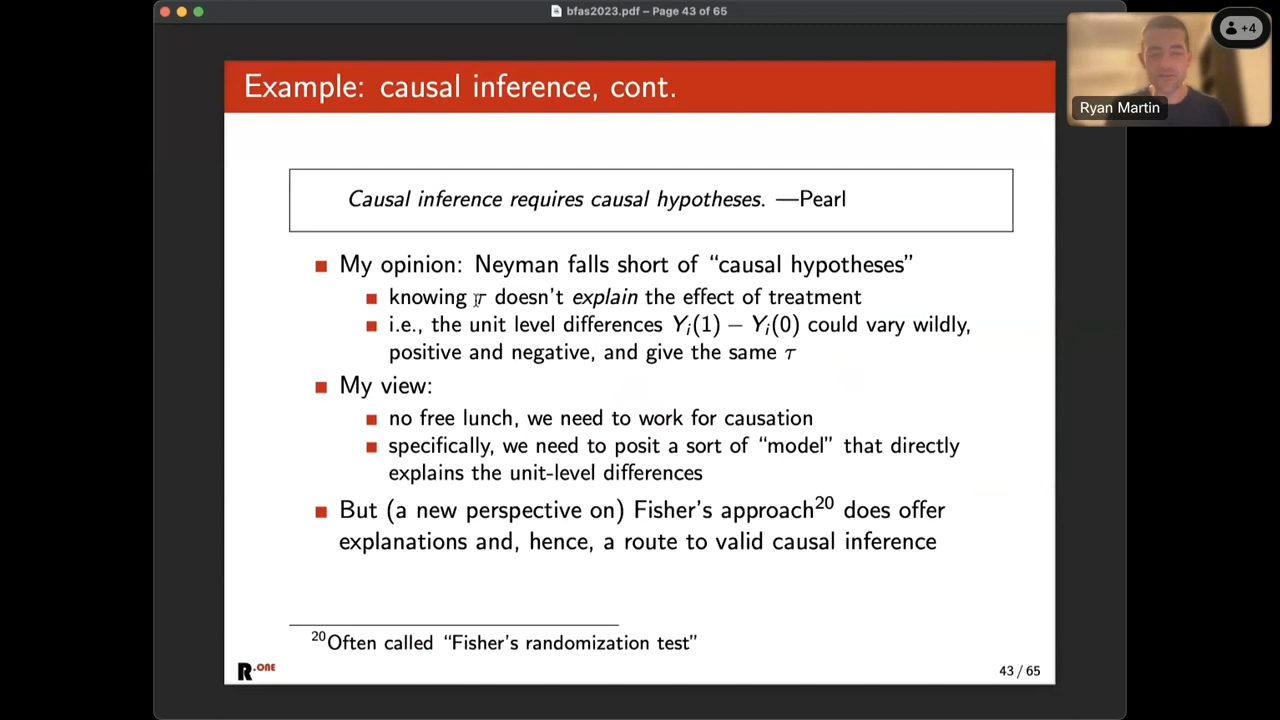 bfas2023.pdf – Page 43 of 65
+4
Ryan Martin
Example: causal inference, cont.
Causal inference requires causal hypotheses. —Pearl
My opinion: Neyman falls short of “causal hypotheses”
knowing τ doesn’t explain the effect of treatment
i.e., the unit level differences Yᵢ(1) − Yᵢ(0) could vary wildly,
positive and negative, and give the same τ
My view:
no free lunch, we need to work for causation
specifically, we need to posit a sort of “model” that directly
explains the unit-level differences
But (a new perspective on) Fisher’s approach²⁰ does offer
explanations and, hence, a route to valid causal inference
²⁰Often called “Fisher’s randomization test”
R.ONE
43 / 65